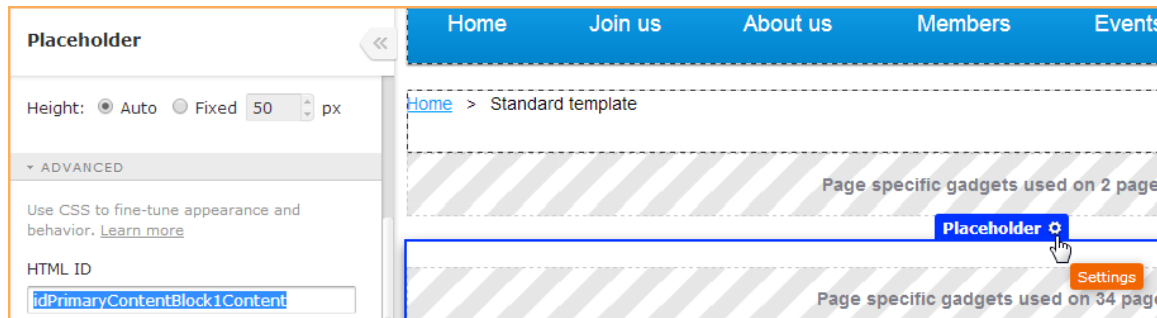 Placeholder
Height: Auto Fixed 50 px
ADVANCED
Use CSS to fine-tune appearance and
behavior. Learn more
HTML ID
idPrimaryContentBlock1Content
Home Join us About us Members Events
Home > Standard template
Page specific gadgets used on 2 page
Placeholder
Settings
Page specific gadgets used on 34 pag